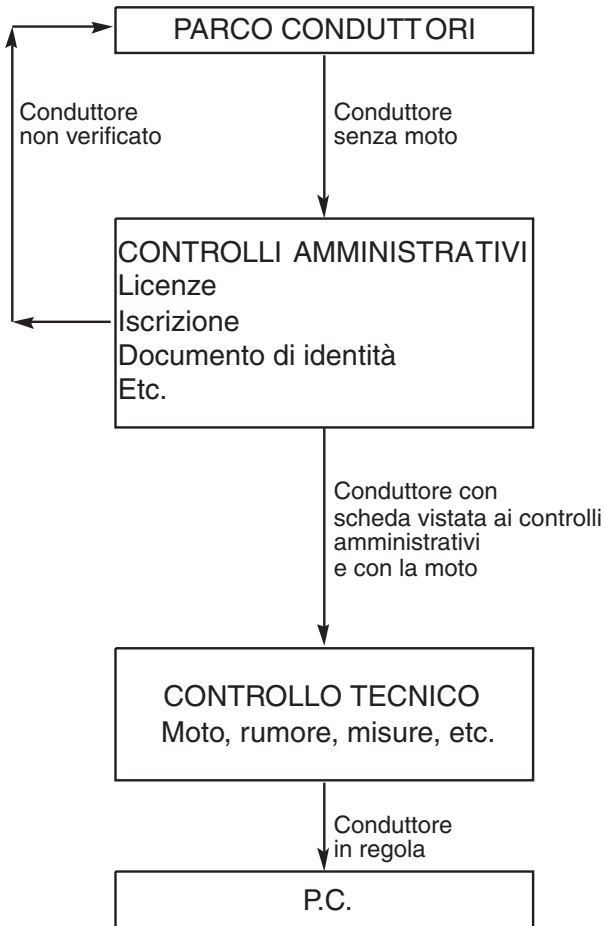 PARCO CONDUTTORI
Conduttore
non verificato
Conduttore
senza moto
CONTROLLI AMMINISTRATIVI
Licenze
Iscrizione
Documento di identità
Etc.
Conduttore con
scheda vistata ai controlli
amministrativi
e con la moto
CONTROLLO TECNICO
Moto, rumore, misure, etc.
Conduttore
in regola
P.C.